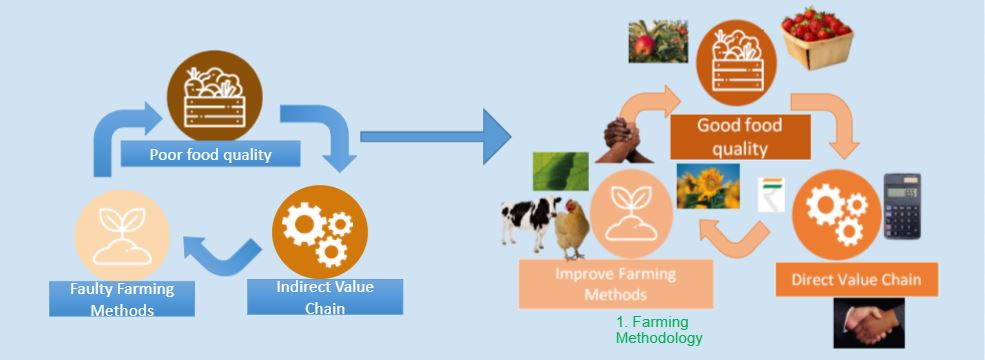 Poor food quality
Faulty Farming
Methods
Indirect Value
Chain
Good food
quality
Improve Farming
Methods
Direct Value Chain
1. Farming
Methodology